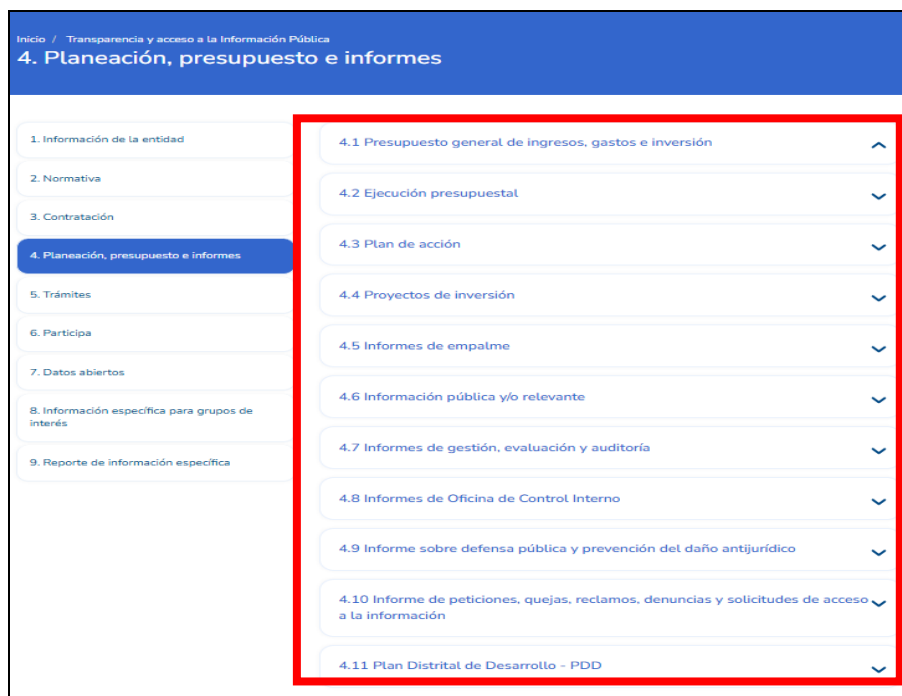 Inicio / Transparencia y acceso a la Información Pública
4. Planeación, presupuesto e informes
1. Información de la entidad
2. Normativa
3. Contratación
4. Planeación, presupuesto e informes
5. Trámites
6. Participa
7. Datos abiertos
8. Información específica para grupos de
interés
9. Reporte de información específica
4.1 Presupuesto general de ingresos, gastos e inversión
4.2 Ejecución presupuestal
4.3 Plan de acción
4.4 Proyectos de inversión
4.5 Informes de empalme
4.6 Información pública y/o relevante
4.7 Informes de gestión, evaluación y auditoría
4.8 Informes de Oficina de Control Interno
4.9 Informe sobre defensa pública y prevención del daño antijurídico
4.10 Informe de peticiones, quejas, reclamos, denuncias y solicitudes de acceso
a la información
4.11 Plan Distrital de Desarrollo - PDD